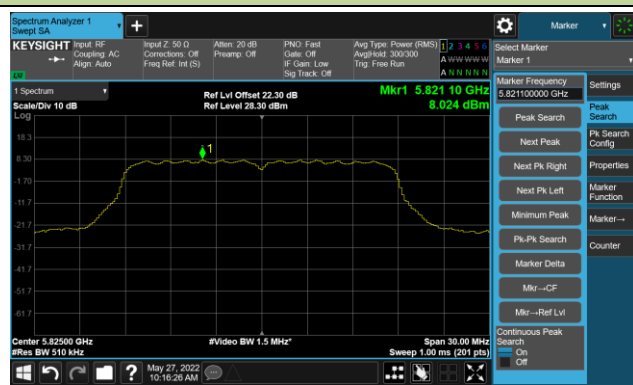 Spectrum Analyzer 1
Swept SA
+
Marker
KEYSIGHT Input: RF Input Z: 50 Ω Atten: 20 dB PNO: Fast Avg Type: Power (RMS) 1 2 3 4 5 6
Coupling: AC Corrections: Off Preamp: Off Gate: Off Avg|Hold: 300/300 A W W W W W
Align: Auto Freq Ref: Int (S) IF Gain: Low Trig: Free Run
Sig Track: Off A N N N N N
Select Marker
Marker 1
1 Spectrum
Scale/Div 10 dB
Log
Ref Lvl Offset 22.30 dB
Ref Level 28.30 dBm
Mkr1 5.821 10 GHz
8.024 dBm
1
18.3
8.30
-1.70
-11.7
-21.7
-31.7
-41.7
-51.7
-61.7
Center 5.82500 GHz #Video BW 1.5 MHz* Span 30.00 MHz
#Res BW 510 kHz Sweep 1.00 ms (201 pts)
Marker Frequency
5.821100000 GHz
Peak Search
Next Peak
Next Pk Right
Next Pk Left
Minimum Peak
Pk-Pk Search
Marker Delta
Mkr→CF
Mkr→Ref Lvl
Continuous Peak
Search
On
Off
Settings
Peak
Search
Pk Search
Config
Properties
Marker
Function
Marker→
Counter
? May 27, 2022
10:16:26 AM